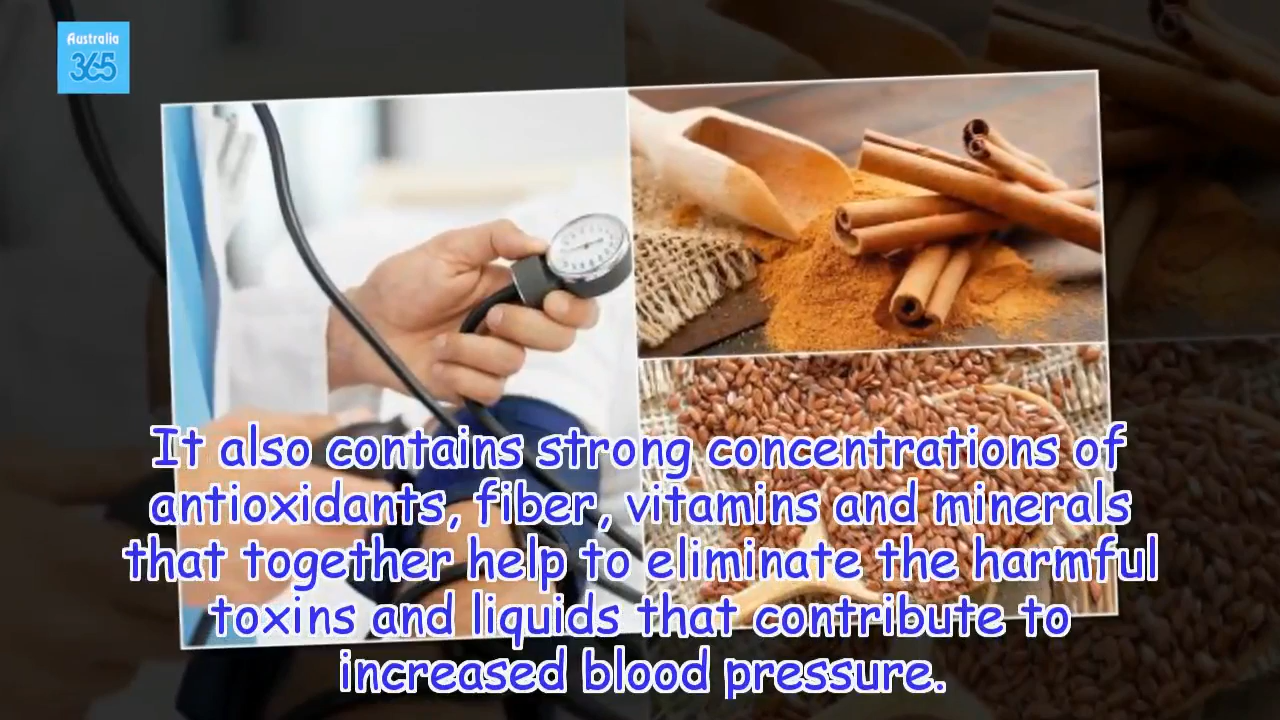 Australia
365
It also contains strong concentrations of
antioxidants, fiber, vitamins and minerals
that together help to eliminate the harmful
toxins and liquids that contribute to
increased blood pressure.